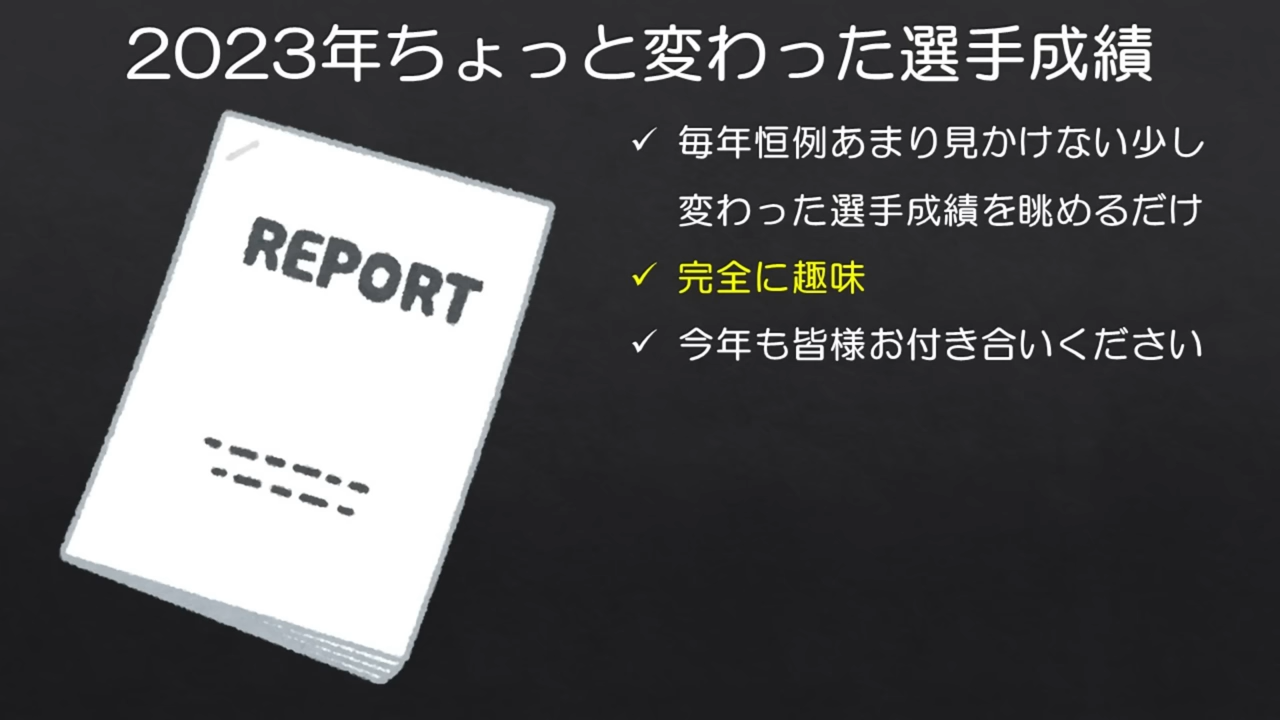 2023年ちょっと変わった選手成績
REPORT
✓ 毎年恒例あまり見かけない少し
変わった選手成績を眺めるだけ
✓ 完全に趣味
✓ 今年も皆様お付き合いください